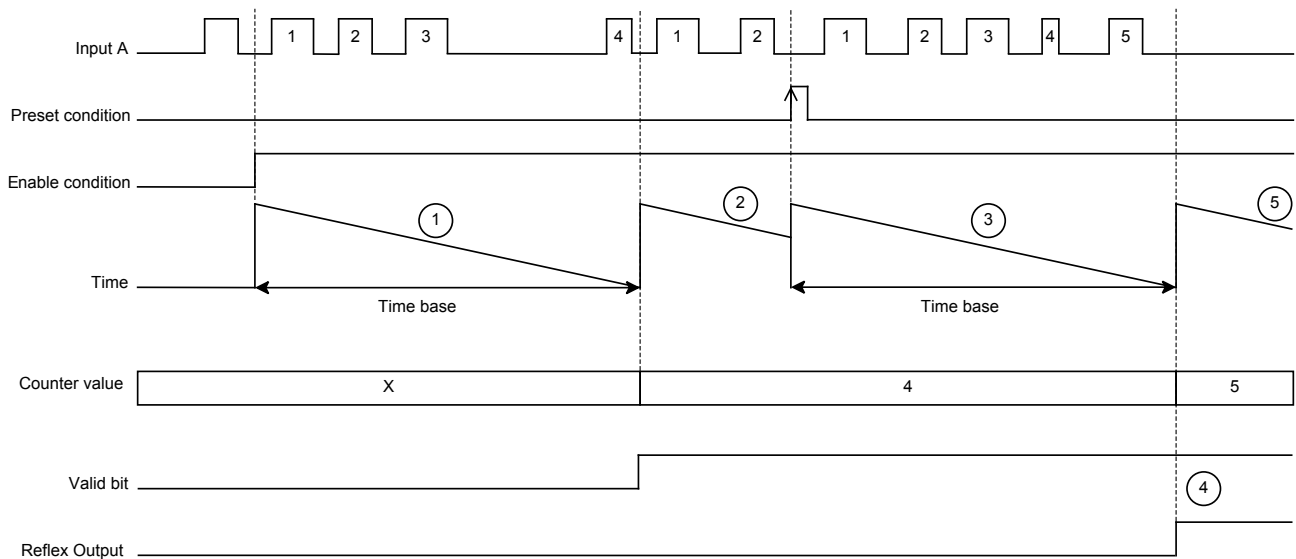 Input A
1 2 3 4 1 2 1 2 3 4 5
Preset condition
Enable condition
1 2 3 5
Time
Time base Time base
Counter value X 4 5
Valid bit
4
Reflex Output